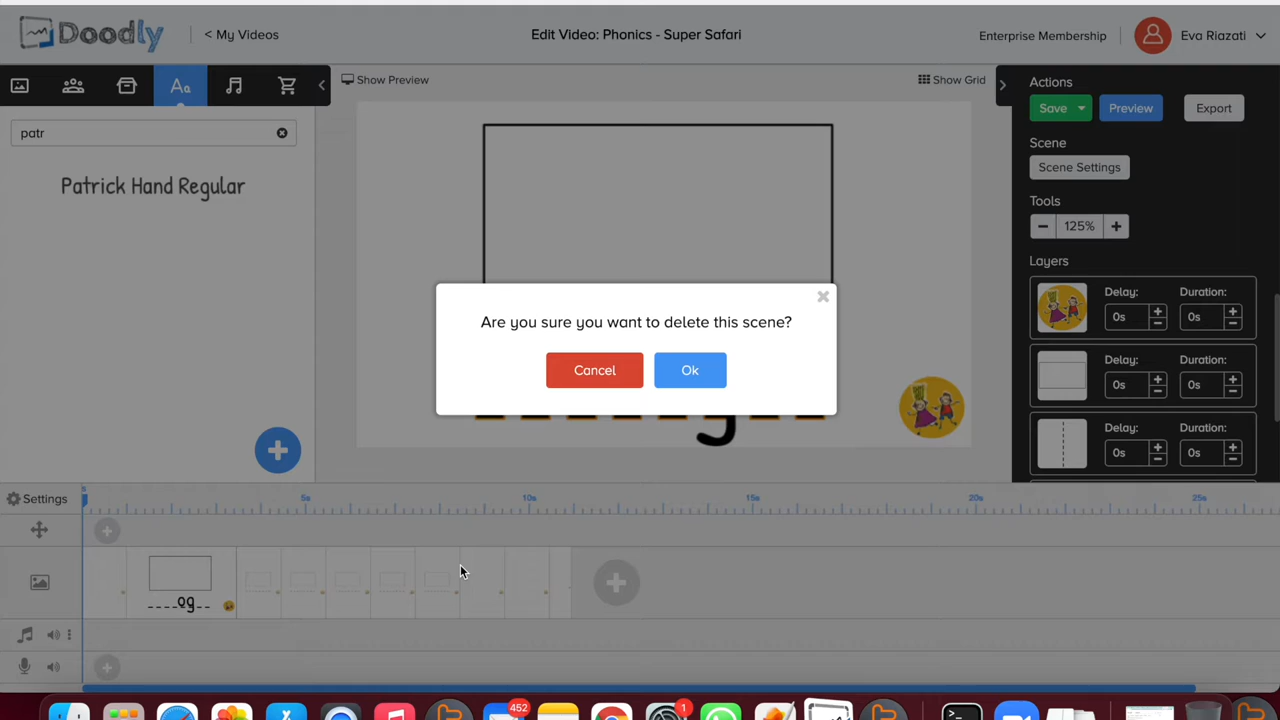 Doodly
< My Videos
Edit Video: Phonics - Super Safari
Enterprise Membership
Eva Riazati
Aa
Show Preview
Show Grid
Actions
Save
Preview
Export
patr
Patrick Hand Regular
Scene
Scene Settings
Tools
125%
Layers
Delay:
Duration:
0s
0s
Are you sure you want to delete this scene?
Cancel
Ok
Delay:
Duration:
0s
0s
Delay:
Duration:
0s
0s
Settings
5s
10s
15s
20s
25s
og
452
1